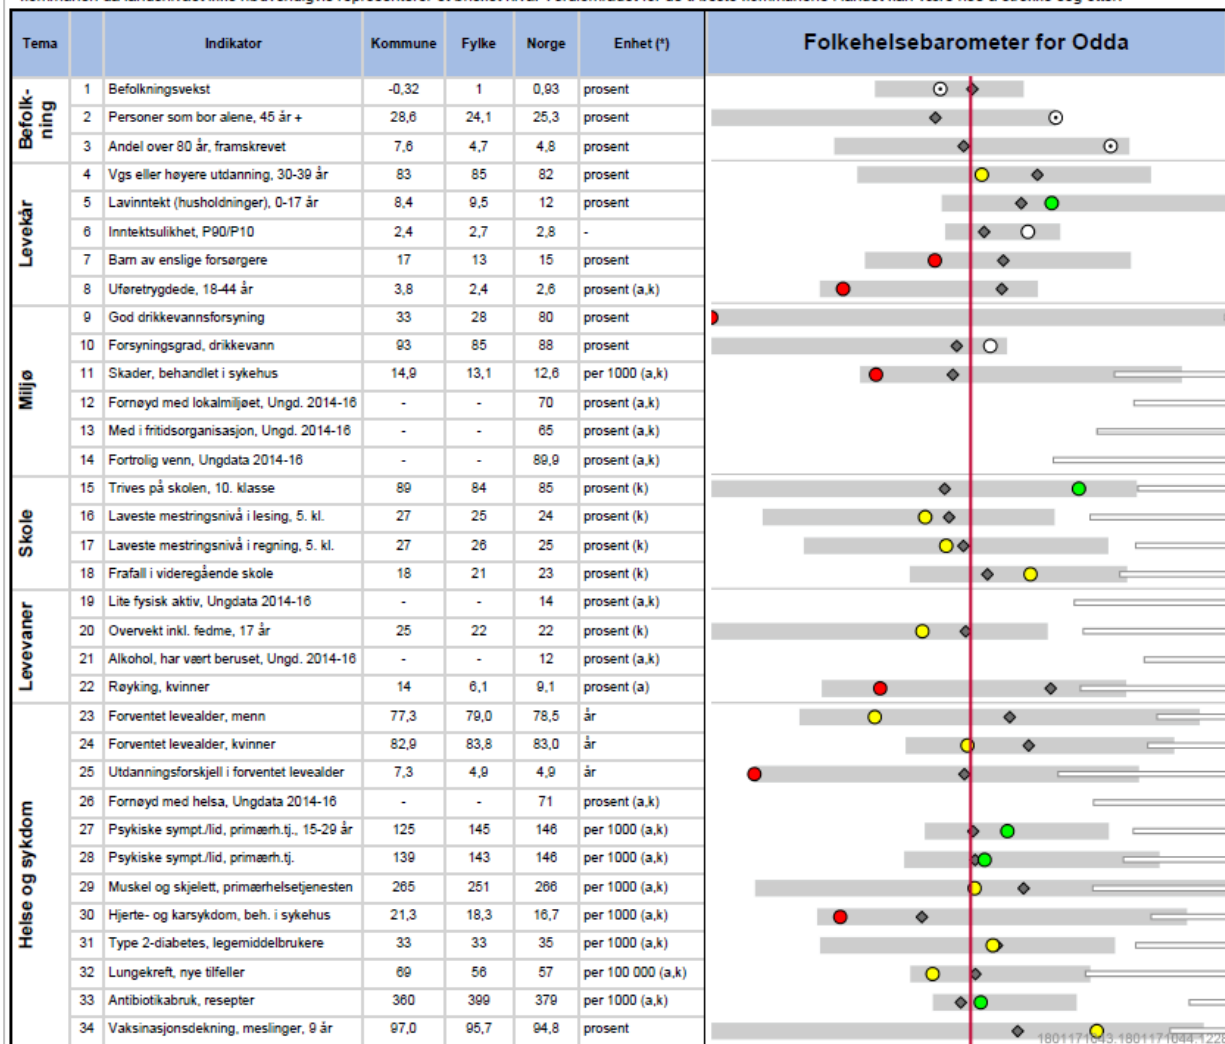 Tema Indikator Kommune Fylke Norge Enhet (*) Folkehelsebarometer for Odda
Befolk-
ning
1 Befolkningsvekst -0,32 1 0,93 prosent
2 Personer som bor alene, 45 år + 28,6 24,1 25,3 prosent
3 Andel over 80 år, framskrevet 7,6 4,7 4,8 prosent
Levekår
4 Vgs eller høyere utdanning, 30-39 år 83 85 82 prosent
5 Lavinntekt (husholdninger), 0-17 år 8,4 9,5 12 prosent
6 Inntektsulikhet, P90/P10 2,4 2,7 2,8 -
7 Barn av enslige forsørgere 17 13 15 prosent
8 Uføretrygdede, 18-44 år 3,8 2,4 2,6 prosent (a,k)
Miljø
9 God drikkevannsforsyning 33 28 80 prosent
10 Forsyningsgrad, drikkevann 93 85 88 prosent
11 Skader, behandlet i sykehus 14,9 13,1 12,6 per 1000 (a,k)
12 Fornøyd med lokalmiljøet, Ungd. 2014-16 - - 70 prosent (a,k)
13 Med i fritidsorganisasjon, Ungd. 2014-16 - - 65 prosent (a,k)
14 Fortrolig venn, Ungdata 2014-16 - - 89,9 prosent (a,k)
Skole
15 Trives på skolen, 10. klasse 89 84 85 prosent (k)
16 Laveste mestringsnivå i lesing, 5. kl. 27 25 24 prosent (k)
17 Laveste mestringsnivå i regning, 5. kl. 27 26 25 prosent (k)
18 Frafall i videregående skole 18 21 23 prosent (k)
Levevaner
19 Lite fysisk aktiv, Ungdata 2014-16 - - 14 prosent (a,k)
20 Overvekt inkl. fedme, 17 år 25 22 22 prosent (k)
21 Alkohol, har vært beruset, Ungd. 2014-16 - - 12 prosent (a,k)
22 Røyking, kvinner 14 6,1 9,1 prosent (a)
Helse og sykdom
23 Forventet levealder, menn 77,3 79,0 78,5 år
24 Forventet levealder, kvinner 82,9 83,8 83,0 år
25 Utdanningsforskjell i forventet levealder 7,3 4,9 4,9 år
26 Fornøyd med helsa, Ungdata 2014-16 - - 71 prosent (a,k)
27 Psykiske sympt./lid, primærh.tj., 15-29 år 125 145 146 per 1000 (a,k)
28 Psykiske sympt./lid, primærh.tj. 139 143 146 per 1000 (a,k)
29 Muskel og skjelett, primærhelsetjenesten 265 251 266 per 1000 (a,k)
30 Hjerte- og karsykdom, beh. i sykehus 21,3 18,3 16,7 per 1000 (a,k)
31 Type 2-diabetes, legemiddelbrukere 33 33 35 per 1000 (a,k)
32 Lungekreft, nye tilfeller 69 56 57 per 100 000 (a,k)
33 Antibiotikabruk, resepter 360 399 379 per 1000 (a,k)
34 Vaksinasjonsdekning, meslinger, 9 år 97,0 95,7 94,8 prosent